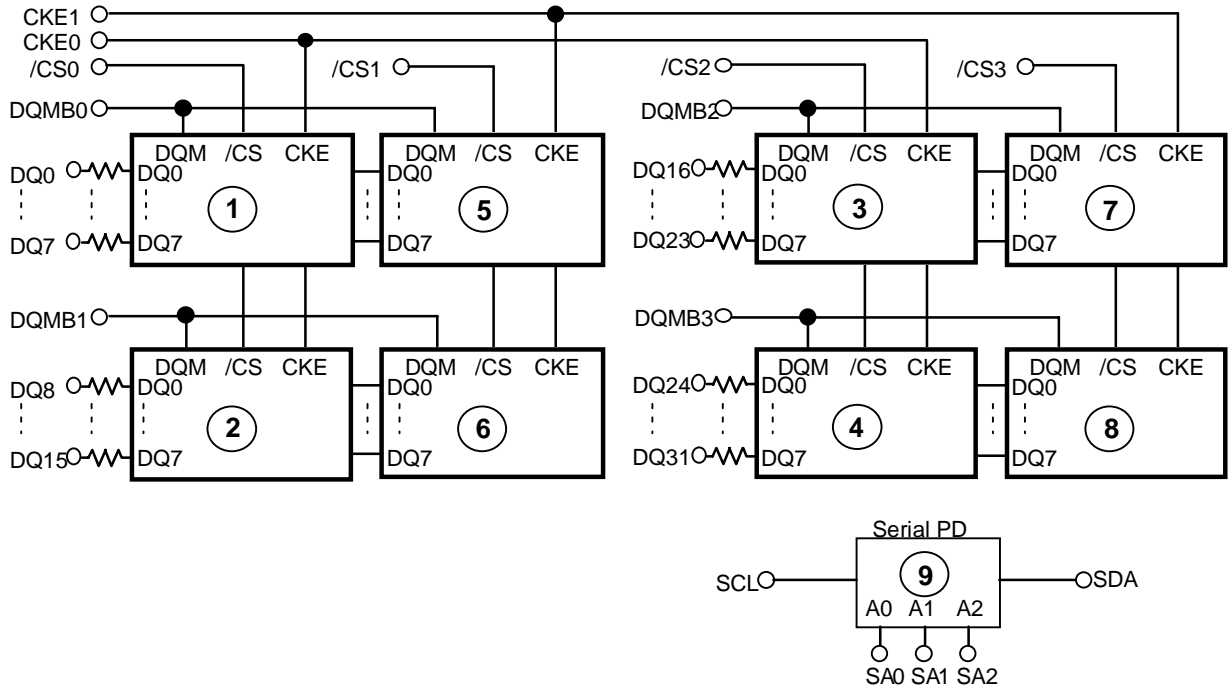 CKE1
CKE0
/CS0 /CS1 /CS2 /CS3
DQMB0 DQMB2
DQM /CS CKE DQM /CS CKE DQM /CS CKE DQM /CS CKE
DQ0 DQ0 DQ0 DQ16 DQ0 DQ0
1 5 3 7
DQ7 DQ7 DQ7 DQ23 DQ7 DQ7
DQMB1 DQMB3
DQM /CS CKE DQM /CS CKE DQM /CS CKE DQM /CS CKE
DQ8 DQ0 DQ0 DQ24 DQ0 DQ0
2 6 4 8
DQ15 DQ7 DQ7 DQ31 DQ7 DQ7
Serial PD
SCL 9 SDA
A0 A1 A2
SA0 SA1 SA2